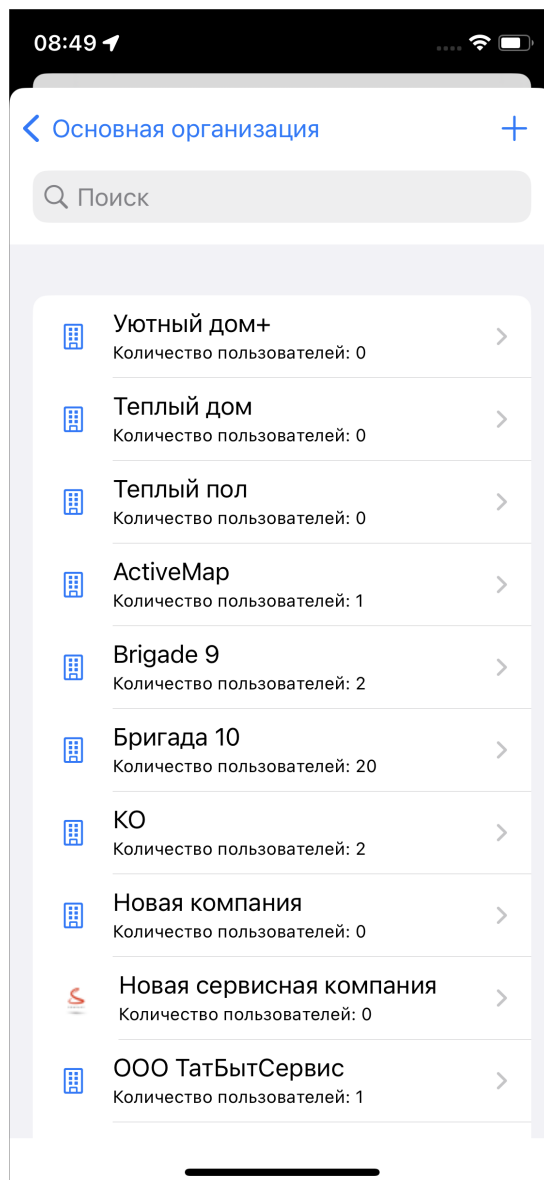 08:49
Основная организация
Поиск
Уютный дом+
Количество пользователей: 0
Теплый дом
Количество пользователей: 0
Теплый пол
Количество пользователей: 0
ActiveMap
Количество пользователей: 1
Brigade 9
Количество пользователей: 2
Бригада 10
Количество пользователей: 20
КО
Количество пользователей: 2
Новая компания
Количество пользователей: 0
Новая сервисная компания
Количество пользователей: 0
ООО ТатБытСервис
Количество пользователей: 1